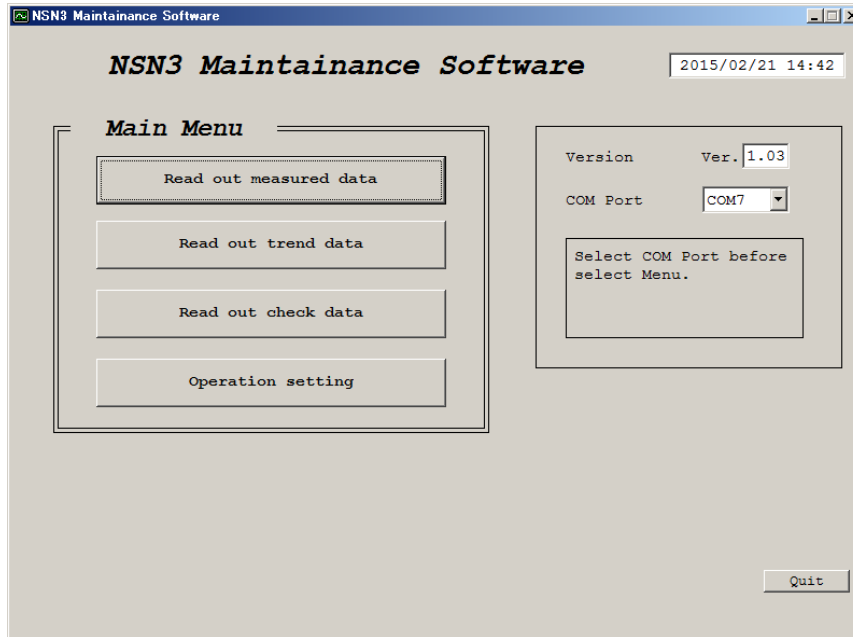 NSN3 Maintainance Software
NSN3 Maintainance Software
2015/02/21 14:42
Main Menu
Read out measured data
Read out trend data
Read out check data
Operation setting
Version Ver. 1.03
COM Port COM7
Select COM Port before
select Menu.
Quit